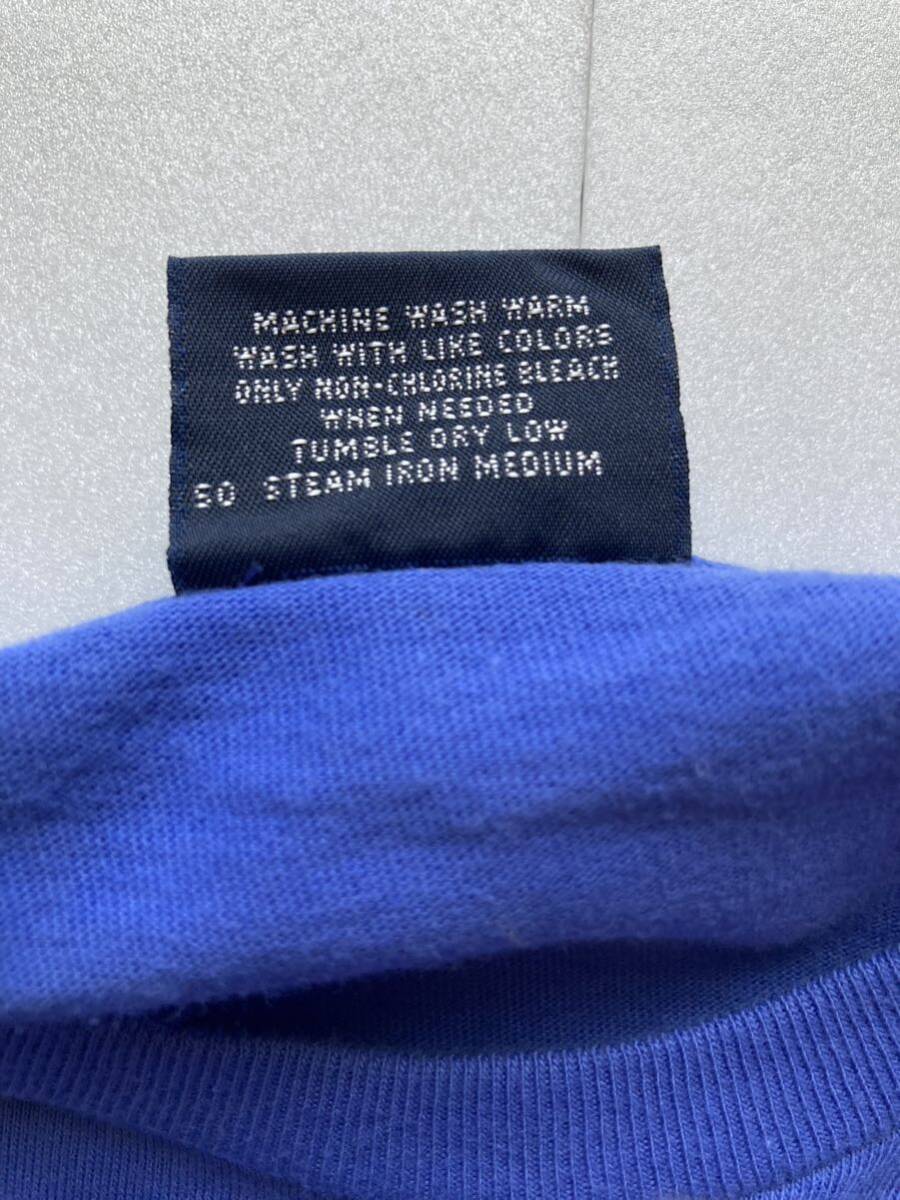 MACHINE WASH WARM
WASH WITH LIKE COLORS
ONLY NON-CHLORINE BLEACH
WHEN NEEDED
TUMBLE DRY LOW
50 STEAM IRON MEDIUM